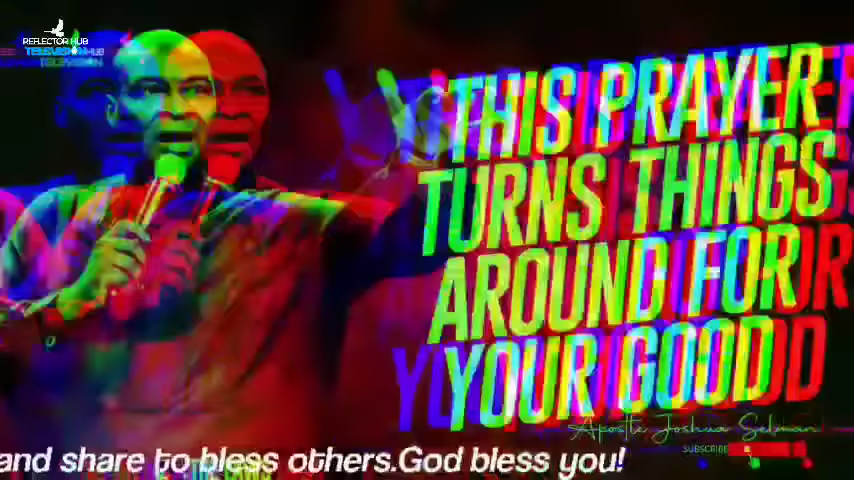 REFLECTOR HUB
TELEVISION
THIS PRAYER
TURNS THINGS
AROUND FOR
YOUR GOOD
Apostle Joshua Selman
SUBSCRIBE
and share to bless others.God bless you!